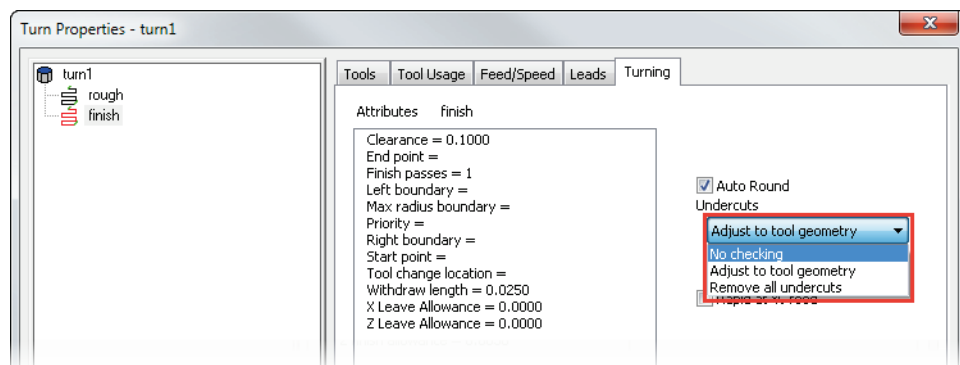 Turn Properties - turn1
x
turn1
rough
finish
Tools Tool Usage Feed/Speed Leads Turning
Attributes finish
Clearance = 0.1000
End point =
Finish passes = 1
Left boundary =
Max radius boundary =
Priority =
Right boundary =
Start point =
Tool change location =
Withdraw length = 0.0250
X Leave Allowance = 0.0000
Z Leave Allowance = 0.0000
Auto Round
Undercuts
Adjust to tool geometry
No checking
Adjust to tool geometry
Remove all undercuts